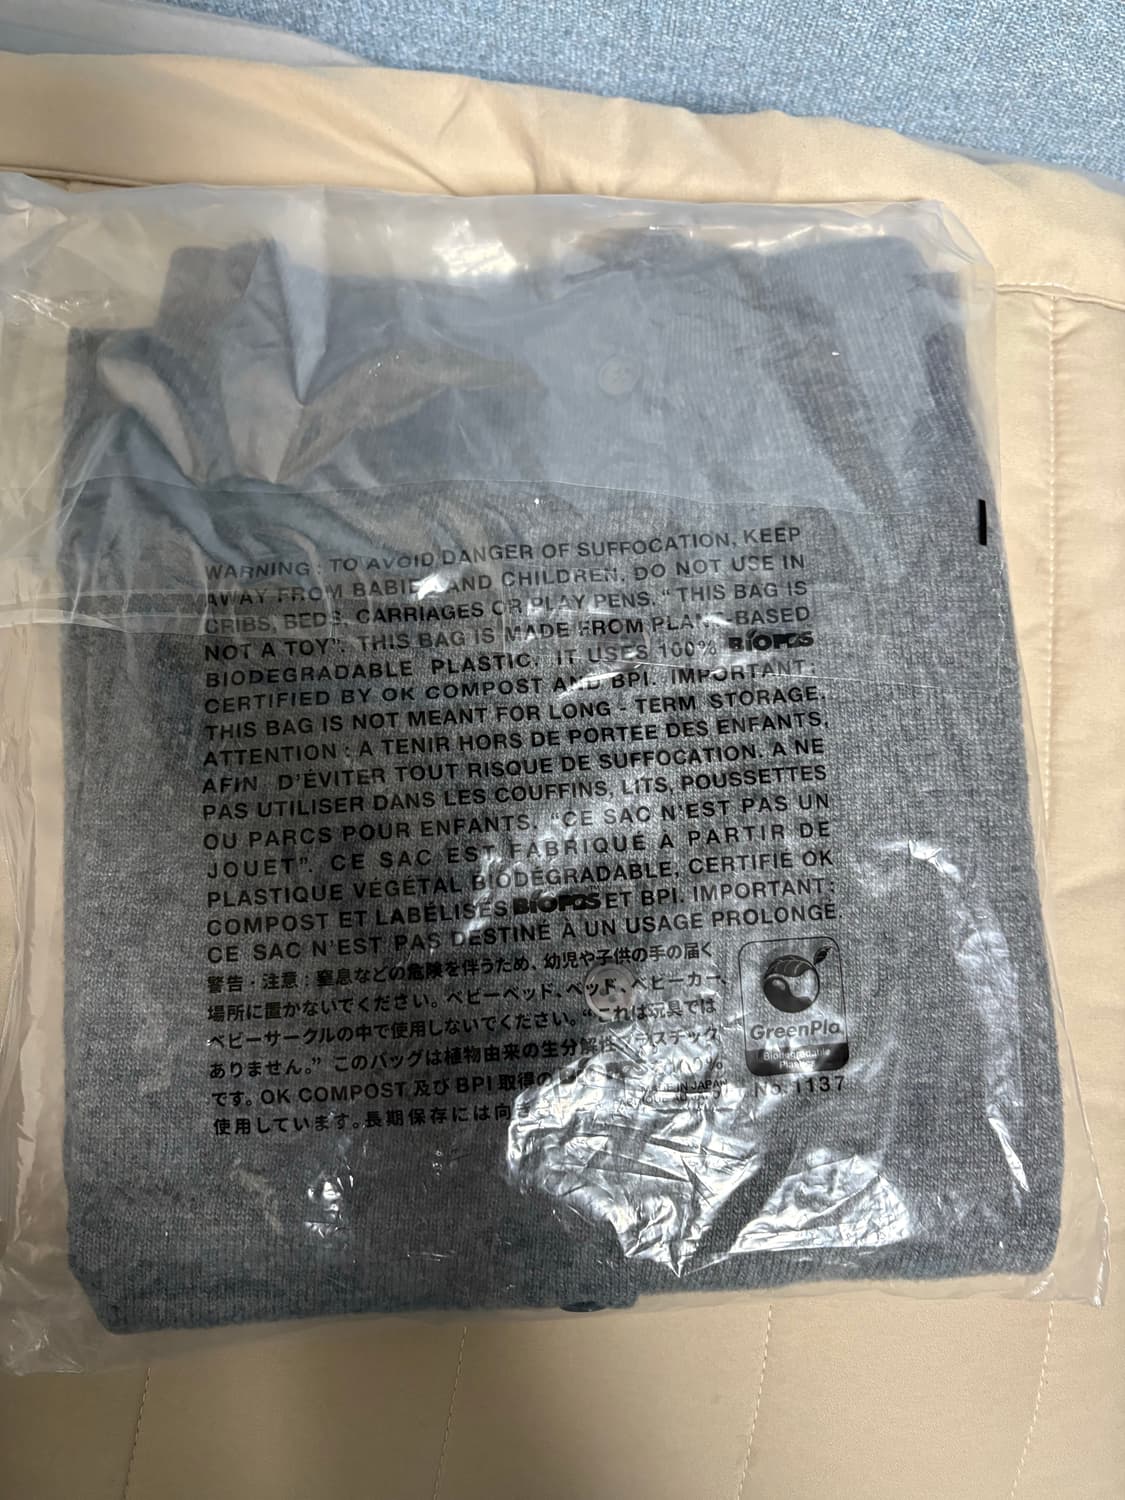 WARNING : TO AVOID DANGER OF SUFFOCATION, KEEP
AWAY FROM BABIES AND CHILDREN. DO NOT USE IN
CRIBS, BEDS, CARRIAGES OR PLAY PENS. “ THIS BAG IS
NOT A TOY”. THIS BAG IS MADE FROM PLANT-BASED
BIODEGRADABLE PLASTIC. IT USES 100% BIOPOS
CERTIFIED BY OK COMPOST AND BPI. IMPORTANT:
THIS BAG IS NOT MEANT FOR LONG - TERM STORAGE.
ATTENTION : A TENIR HORS DE PORTEE DES ENFANTS,
AFIN D’ÉVITER TOUT RISQUE DE SUFFOCATION. A NE
PAS UTILISER DANS LES COUFFINS, LITS, POUSSETTES
OU PARCS POUR ENFANTS. “CE SAC N’EST PAS UN
JOUET”. CE SAC EST FABRIQUÉ À PARTIR DE
PLASTIQUE VÉGÉTAL BIODÉGRADABLE, CERTIFIE OK
COMPOST ET LABÉLISÉS BIOPOS ET BPI. IMPORTANT:
CE SAC N’EST PAS DESTINÉ À UN USAGE PROLONGÉ.
警告・注意 : 窒息などの危険を伴うため、幼児や子供の手の届く
場所に置かないでください。ベビーベッド、ベッド、ベビーカー、
ベビーサークルの中で使用しないでください。“これは玩具では
ありません。” このバッグは植物由来の生分解性プラスチック
です。OK COMPOST 及び BPI 取得の 100%
使用しています。長期保存には向き
MADE IN JAPAN
GreenPla
Biodegradable
Plastic
No. 1137